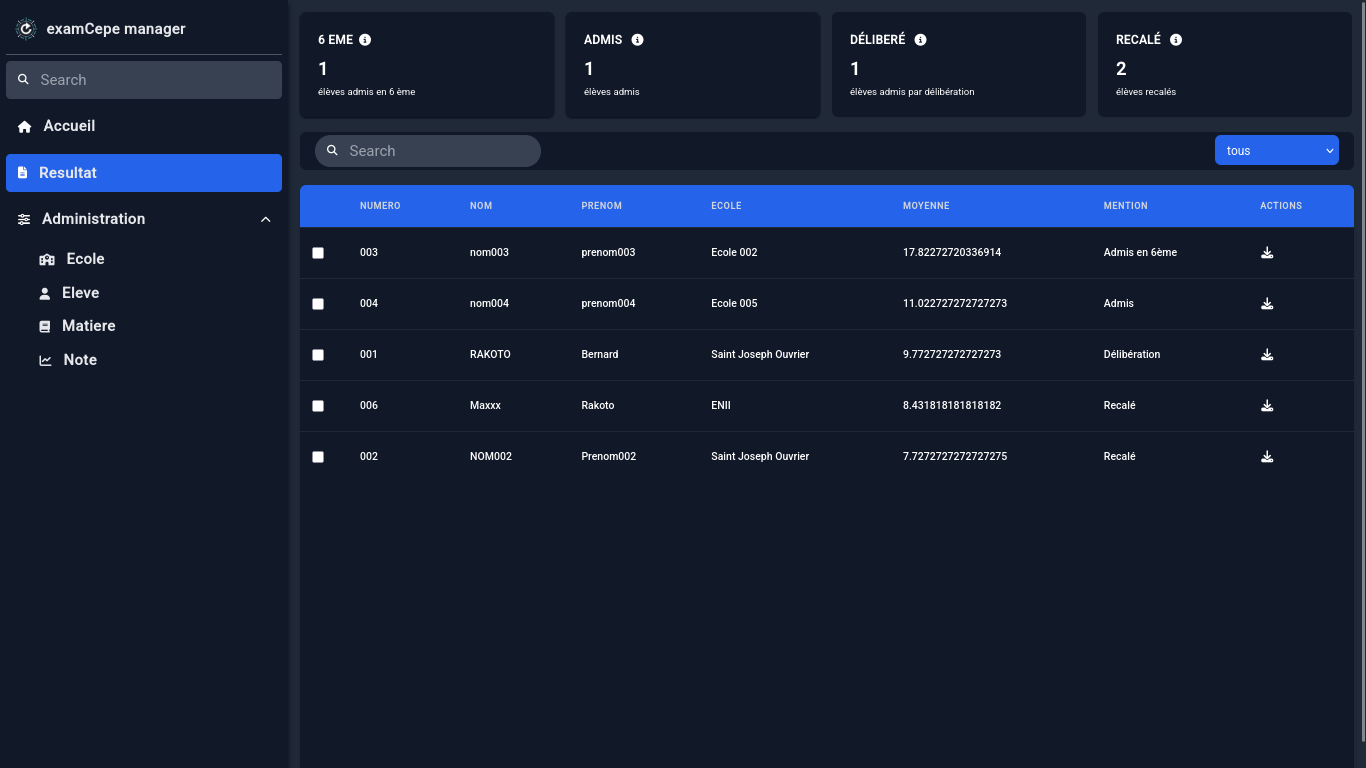 examCepe manager
Search
Accueil
Resultat
Administration
Ecole
Eleve
Matiere
Note
6 EME
1
élèves admis en 6 ème
ADMIS
1
élèves admis
DÉLIBERÉ
1
élèves admis par délibération
RECALÉ
2
élèves recalés
Search
tous
NUMERO NOM PRENOM ECOLE MOYENNE MENTION ACTIONS
003 nom003 prenom003 Ecole 002 17.82272720336914 Admis en 6ème
004 nom004 prenom004 Ecole 005 11.022727272727273 Admis
001 RAKOTO Bernard Saint Joseph Ouvrier 9.772727272727273 Délibération
006 Maxxx Rakoto ENII 8.431818181818182 Recalé
002 NOM002 Prenom002 Saint Joseph Ouvrier 7.7272727272727275 Recalé